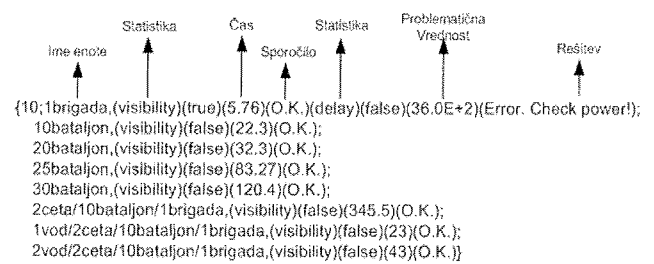 Statistika Čas Statistika Problematična
Vrednost
Ime enote Sporočilo Rešitev
{10;1brigada,(visibility)(true)(5.76)(O.K.)(delay)(false)(36.0E+2)(Error. Check power!);
10bataljon,(visibility)(false)(22.3)(O.K.);
20bataljon,(visibility)(false)(32.3)(O.K.);
25bataljon,(visibility)(false)(83.27)(O.K.);
30bataljon,(visibility)(false)(120.4)(O.K.);
2ceta/10bataljon/1brigada,(visibility)(false)(345.5)(O.K.);
1vod/2ceta/10bataljon/1brigada,(visibility)(false)(23)(O.K.);
2vod/2ceta/10bataljon/1brigada,(visibility)(false)(43)(O.K.)}